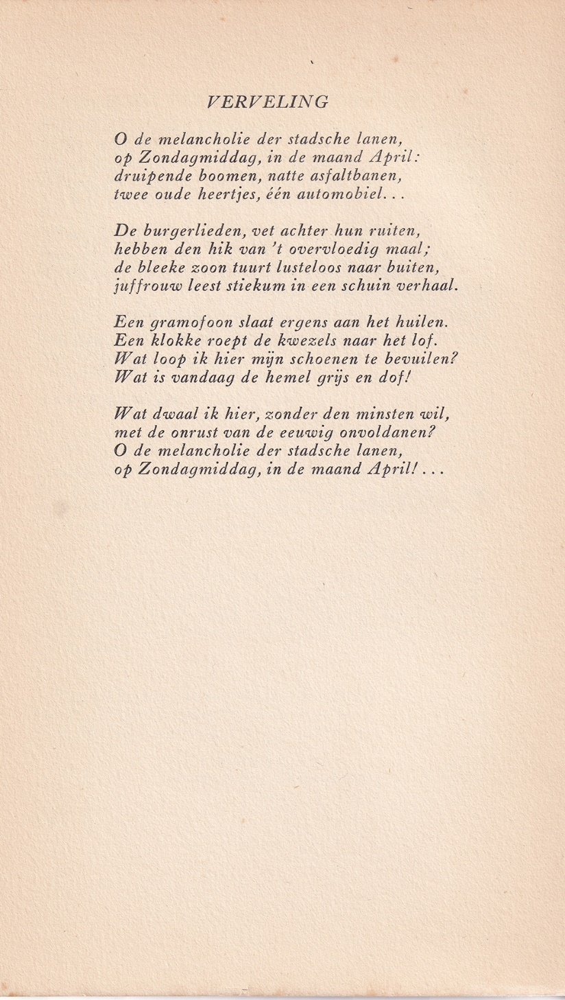 VERVELING
O de melancholie der stadsche lanen,
op Zondagmiddag, in de maand April:
druipende boomen, natte asfaltbanen,
twee oude heertjes, één automobiel...
De burgerlieden, vet achter hun ruiten,
hebben den hik van 't overvloedig maal;
de bleeke zoon tuurt lusteloos naar buiten,
juffrouw leest stiekum in een schuin verhaal.
Een gramofoon slaat ergens aan het huilen.
Een klokke roept de kwezels naar het lof.
Wat loop ik hier mijn schoenen te bevuilen?
Wat is vandaag de hemel grijs en dof!
Wat dwaal ik hier, zonder den minsten wil,
met de onrust van de eeuwig onvoldanen?
O de melancholie der stadsche lanen,
op Zondagmiddag, in de maand April!...